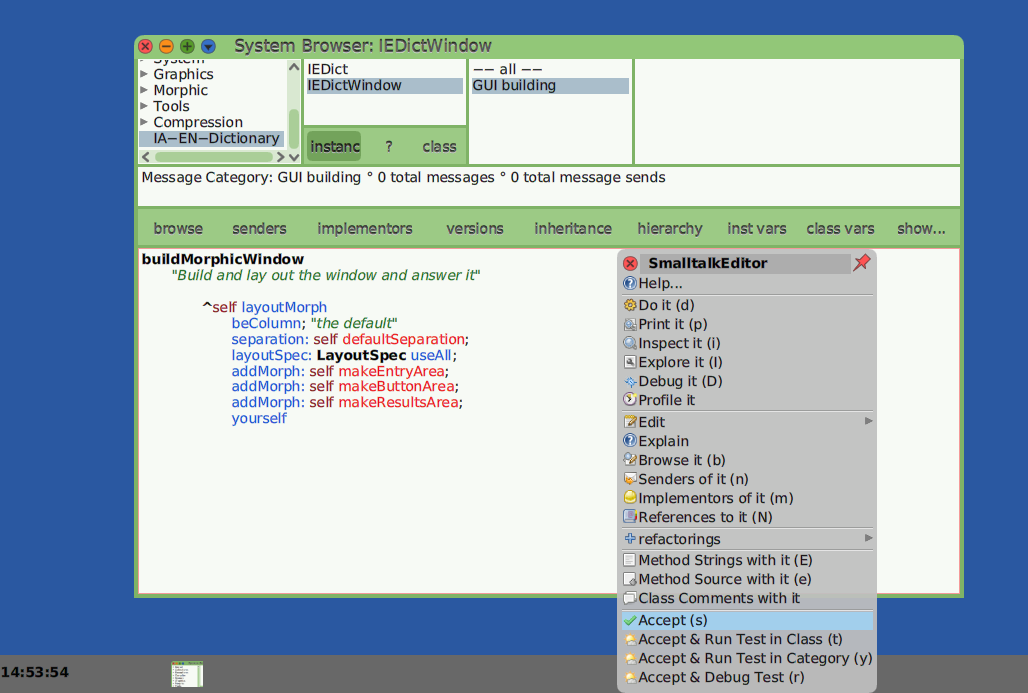 System Browser: IEDictWindow
System
Graphics
Morphic
Tools
Compression
IA−EN−Dictionary
IEDict
IEDictWindow
instanc ? class
−− all −−
GUI building
Message Category: GUI building ° 0 total messages ° 0 total message sends
browse senders implementors versions inheritance hierarchy inst vars class vars show...
buildMorphicWindow
"Build and lay out the window and answer it"
^self layoutMorph
beColumn; "the default"
separation: self defaultSeparation;
layoutSpec: LayoutSpec useAll;
addMorph: self makeEntryArea;
addMorph: self makeButtonArea;
addMorph: self makeResultsArea;
yourself
SmalltalkEditor
Help...
Do it (d)
Print it (p)
Inspect it (i)
Explore it (I)
Debug it (D)
Profile it
Edit
Explain
Browse it (b)
Senders of it (n)
Implementors of it (m)
References to it (N)
refactorings
Method Strings with it (E)
Method Source with it (e)
Class Comments with it
Accept (s)
Accept & Run Test in Class (t)
Accept & Run Test in Category (y)
Accept & Debug Test (r)
14:53:54